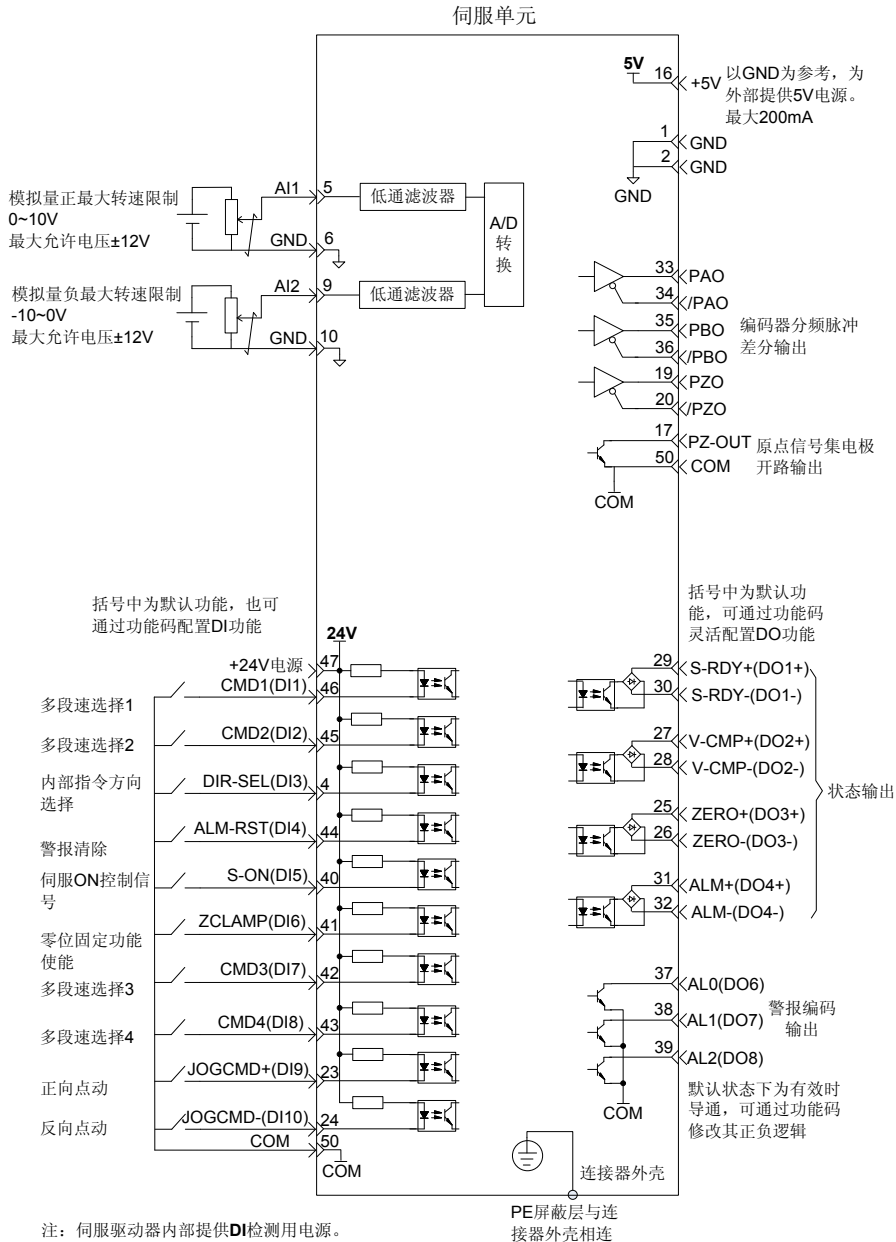 伺服单元
5V
16
+5V
以GND为参考，为
外部提供5V电源。
最大200mA
1
GND
2
GND
GND
模拟量正最大转速限制
0~10V
最大允许电压±12V
AI1
5
低通滤波器
GND
6
A/D
转
换
模拟量负最大转速限制
-10~0V
最大允许电压±12V
AI2
9
低通滤波器
GND
10
33
PAO
34
/PAO
35
PBO
36
/PBO
19
PZO
20
/PZO
编码器分频脉冲
差分输出
17
PZ-OUT
50
COM
原点信号集电极
开路输出
COM
括号中为默认功能，也可
通过功能码配置DI功能
24V
+24V电源
47
多段速选择1
CMD1(DI1)
46
多段速选择2
CMD2(DI2)
45
内部指令方向
选择
DIR-SEL(DI3)
4
警报清除
ALM-RST(DI4)
44
伺服ON控制信
号
S-ON(DI5)
40
零位固定功能
使能
ZCLAMP(DI6)
41
多段速选择3
CMD3(DI7)
42
多段速选择4
CMD4(DI8)
43
正向点动
JOGCMD+(DI9)
23
反向点动
JOGCMD-(DI10)
24
COM
50
COM
括号中为默认功
能，可通过功能码
灵活配置DO功能
29
S-RDY+(DO1+)
30
S-RDY-(DO1-)
27
V-CMP+(DO2+)
28
V-CMP-(DO2-)
25
ZERO+(DO3+)
26
ZERO-(DO3-)
31
ALM+(DO4+)
32
ALM-(DO4-)
状态输出
37
AL0(DO6)
38
AL1(DO7)
39
AL2(DO8)
警报编码
输出
COM
默认状态下为有效时
导通，可通过功能码
修改其正负逻辑
连接器外壳
PE屏蔽层与连
接器外壳相连
注：伺服驱动器内部提供DI检测用电源。